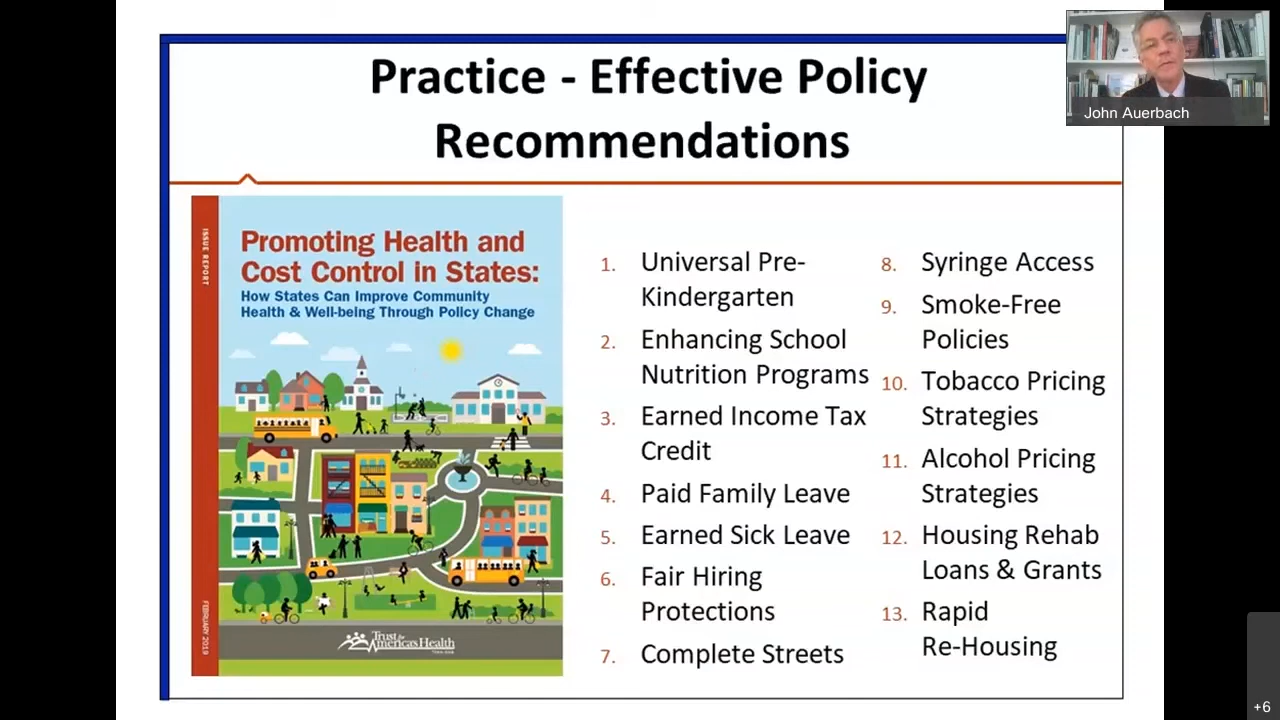 Practice - Effective Policy
Recommendations
John Auerbach
ISSUE REPORT
FEBRUARY 2019
Promoting Health and
Cost Control in States:
How States Can Improve Community
Health & Well-being Through Policy Change
Trust for
America's Health
1. Universal Pre-
Kindergarten
2. Enhancing School
Nutrition Programs
3. Earned Income Tax
Credit
4. Paid Family Leave
5. Earned Sick Leave
6. Fair Hiring
Protections
7. Complete Streets
8. Syringe Access
9. Smoke-Free
Policies
10. Tobacco Pricing
Strategies
11. Alcohol Pricing
Strategies
12. Housing Rehab
Loans & Grants
13. Rapid
Re-Housing
+6